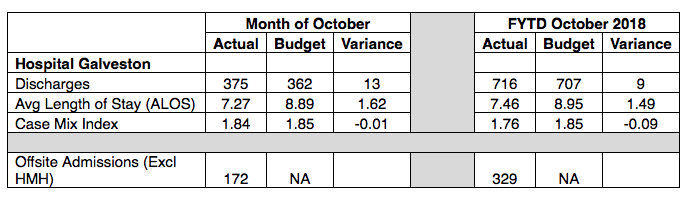 Month of October FYTD October 2018
Actual Budget Variance Actual Budget Variance
Hospital Galveston
Discharges 375 362 13 716 707 9
Avg Length of Stay (ALOS) 7.27 8.89 1.62 7.46 8.95 1.49
Case Mix Index 1.84 1.85 -0.01 1.76 1.85 -0.09
Offsite Admissions (Excl
HMH) 172 NA 329 NA